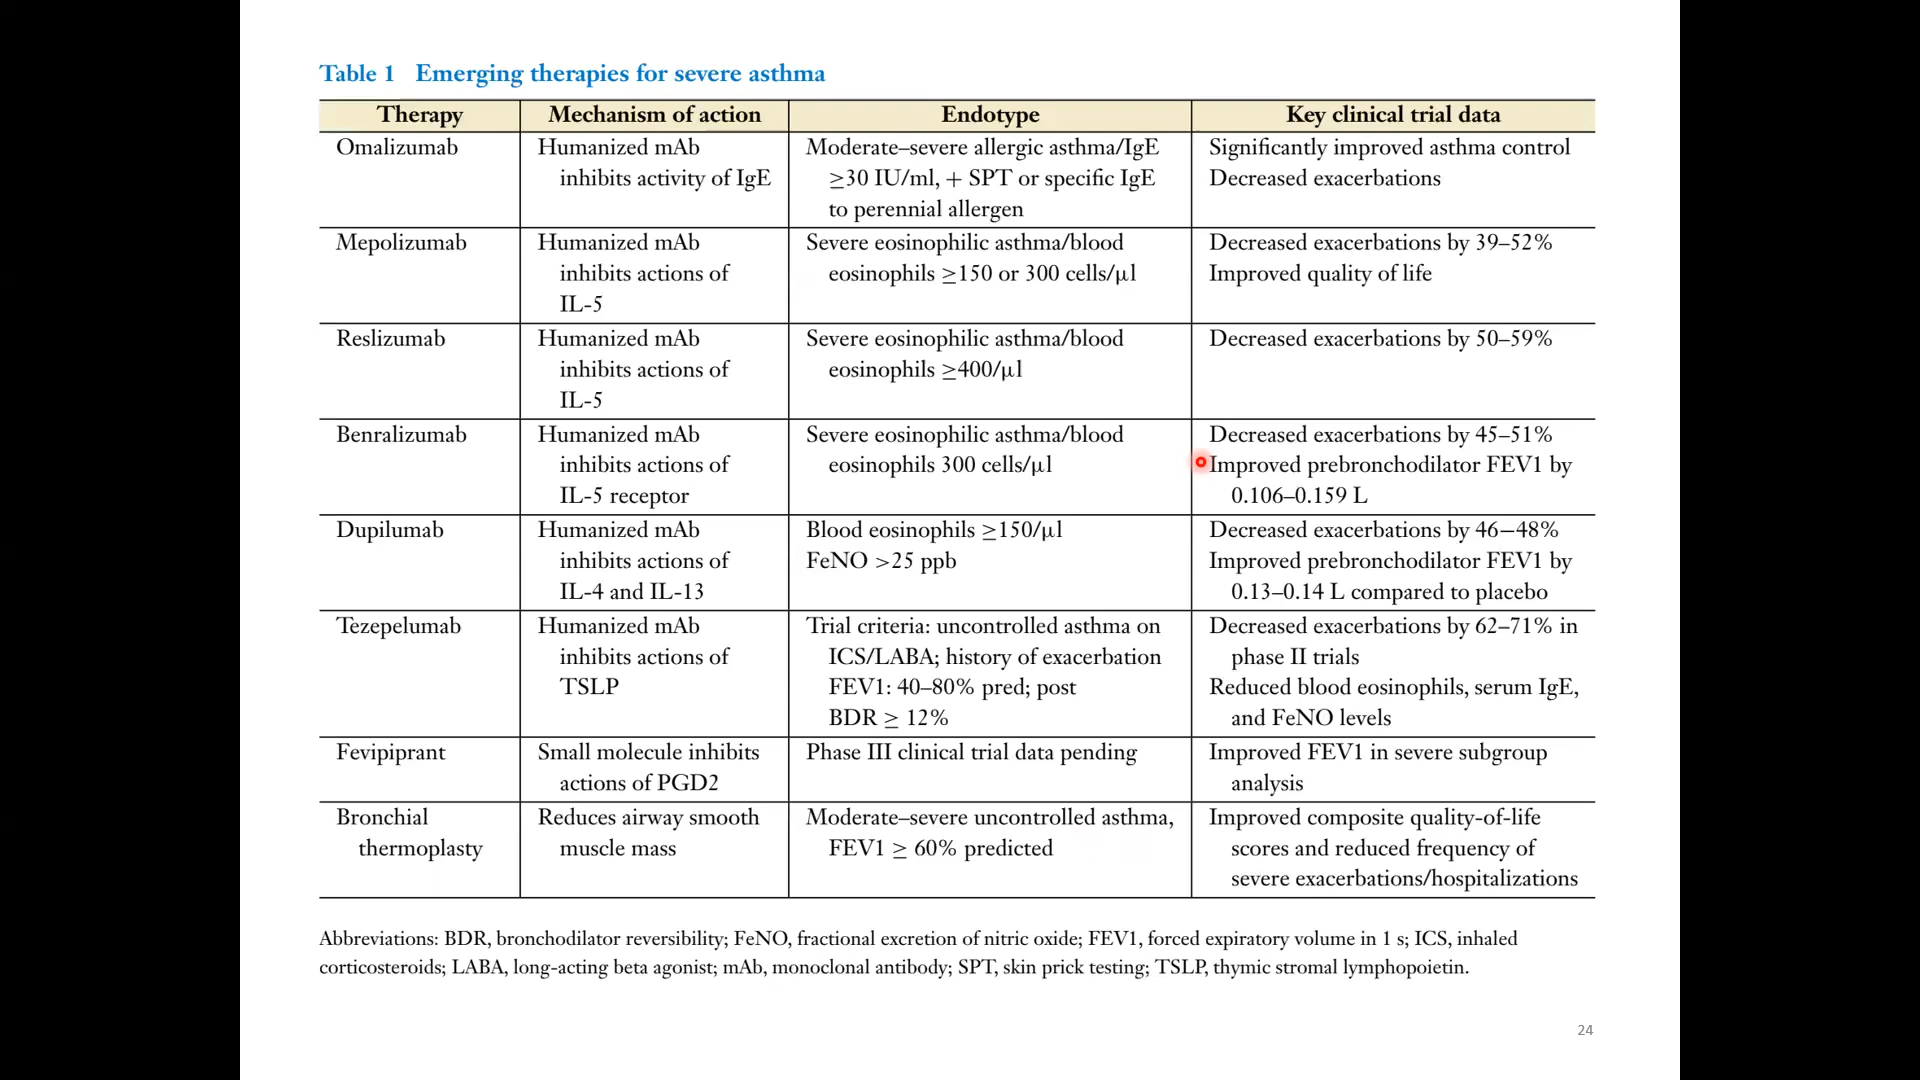 Table 1 Emerging therapies for severe asthma
Therapy Mechanism of action Endotype Key clinical trial data
Omalizumab
Humanized mAb
inhibits activity of IgE
Moderate–severe allergic asthma/IgE
≥30 IU/ml, + SPT or specific IgE
to perennial allergen
Significantly improved asthma control
Decreased exacerbations
Mepolizumab
Humanized mAb
inhibits actions of
IL-5
Severe eosinophilic asthma/blood
eosinophils ≥150 or 300 cells/μl
Decreased exacerbations by 39–52%
Improved quality of life
Reslizumab
Humanized mAb
inhibits actions of
IL-5
Severe eosinophilic asthma/blood
eosinophils ≥400/μl
Decreased exacerbations by 50–59%
Benralizumab
Humanized mAb
inhibits actions of
IL-5 receptor
Severe eosinophilic asthma/blood
eosinophils 300 cells/μl
Decreased exacerbations by 45–51%
Improved prebronchodilator FEV1 by
0.106–0.159 L
Dupilumab
Humanized mAb
inhibits actions of
IL-4 and IL-13
Blood eosinophils ≥150/μl
FeNO >25 ppb
Decreased exacerbations by 46–48%
Improved prebronchodilator FEV1 by
0.13–0.14 L compared to placebo
Tezepelumab
Humanized mAb
inhibits actions of
TSLP
Trial criteria: uncontrolled asthma on
ICS/LABA; history of exacerbation
FEV1: 40–80% pred; post
BDR ≥ 12%
Decreased exacerbations by 62–71% in
phase II trials
Reduced blood eosinophils, serum IgE,
and FeNO levels
Fevipiprant
Small molecule inhibits
actions of PGD2
Phase III clinical trial data pending
Improved FEV1 in severe subgroup
analysis
Bronchial
thermoplasty
Reduces airway smooth
muscle mass
Moderate–severe uncontrolled asthma,
FEV1 ≥ 60% predicted
Improved composite quality-of-life
scores and reduced frequency of
severe exacerbations/hospitalizations
Abbreviations: BDR, bronchodilator reversibility; FeNO, fractional excretion of nitric oxide; FEV1, forced expiratory volume in 1 s; ICS, inhaled
corticosteroids; LABA, long-acting beta agonist; mAb, monoclonal antibody; SPT, skin prick testing; TSLP, thymic stromal lymphopoietin.
24